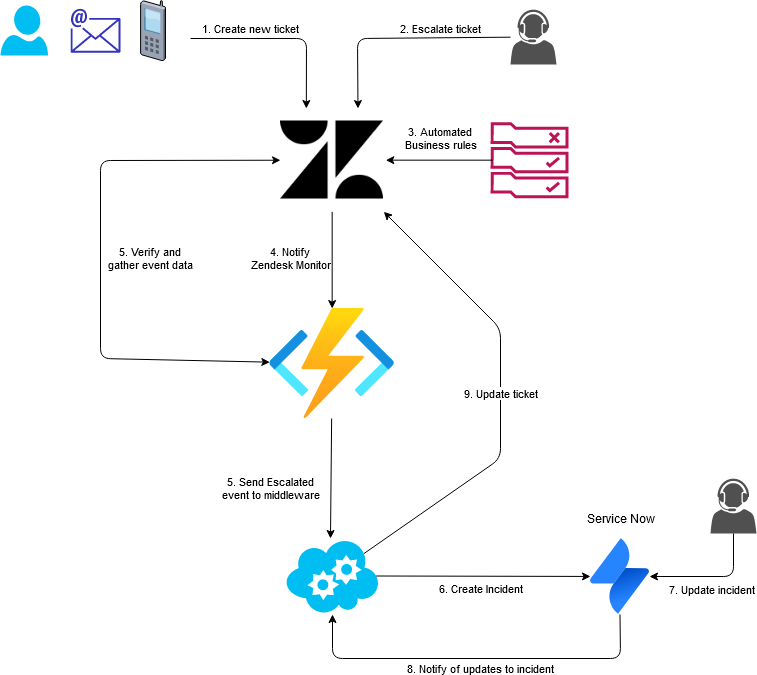 1. Create new ticket
2. Escalate ticket
3. Automated
Business rules
5. Verify and
gather event data
4. Notify
Zendesk Monitor
9. Update ticket
5. Send Escalated
event to middleware
Service Now
6. Create Incident
7. Update incident
8. Notify of updates to incident